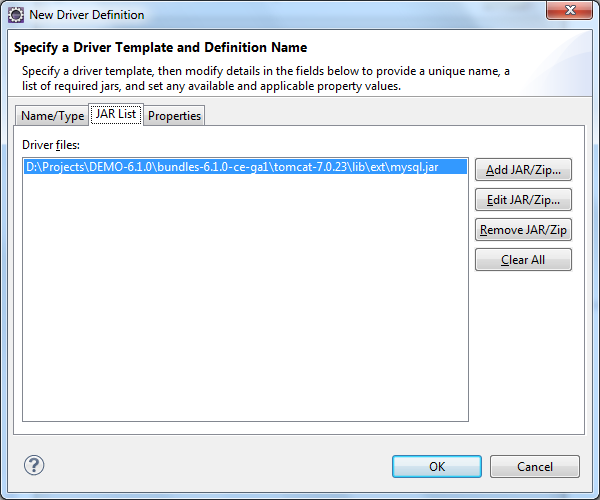 New Driver Definition
Specify a Driver Template and Definition Name
Specify a driver template, then modify details in the fields below to provide a unique name, a
list of required jars, and set any available and applicable property values.
Name/Type JAR List Properties
Driver files:
D:\Projects\DEMO-6.1.0\bundles-6.1.0-ce-ga1\tomcat-7.0.23\lib\ext\mysql.jar
Add JAR/Zip...
Edit JAR/Zip...
Remove JAR/Zip
Clear All
?
OK
Cancel